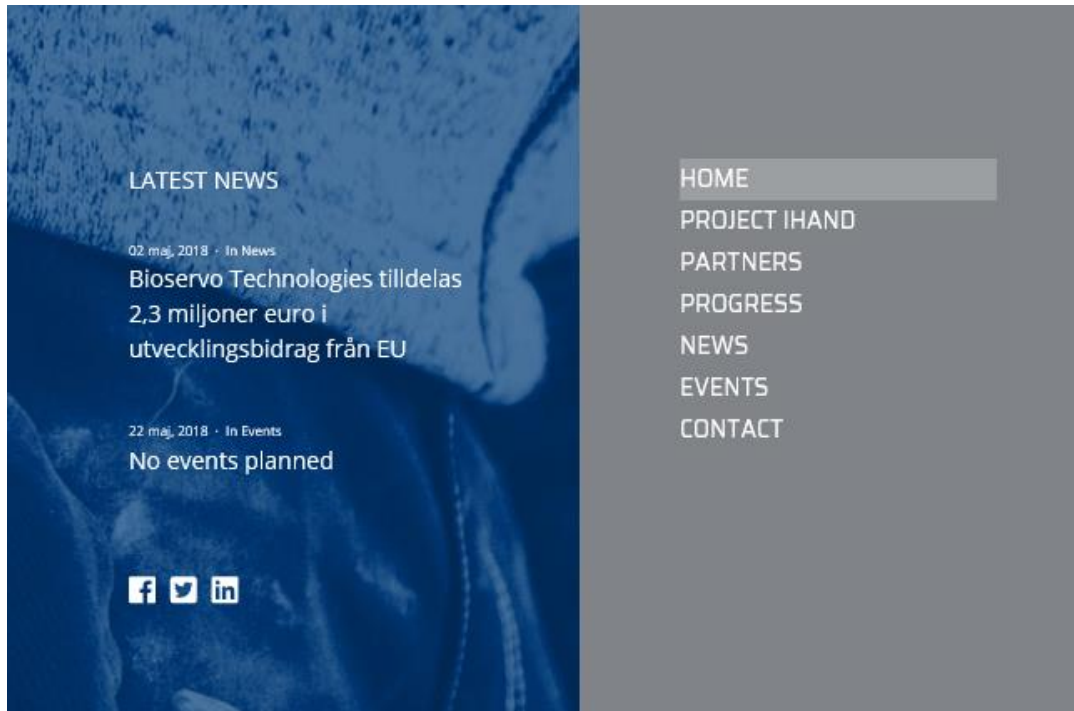 LATEST NEWS
02 maj, 2018 · In News
Bioservo Technologies tilldelas
2,3 miljoner euro i
utvecklingsbidrag från EU
22 maj, 2018 · In Events
No events planned
HOME
PROJECT IHAND
PARTNERS
PROGRESS
NEWS
EVENTS
CONTACT